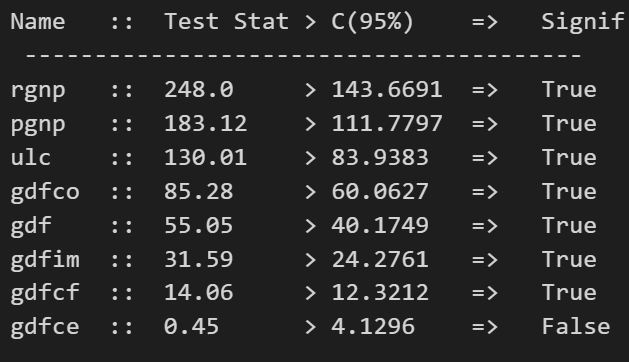 Name :: Test Stat > C(95%) => Signif
----------------------------------------
rgnp :: 248.0 > 143.6691 => True
pgnp :: 183.12 > 111.7797 => True
ulc :: 130.01 > 83.9383 => True
gdfco :: 85.28 > 60.0627 => True
gdf :: 55.05 > 40.1749 => True
gdfim :: 31.59 > 24.2761 => True
gdfcf :: 14.06 > 12.3212 => True
gdfce :: 0.45 > 4.1296 => False